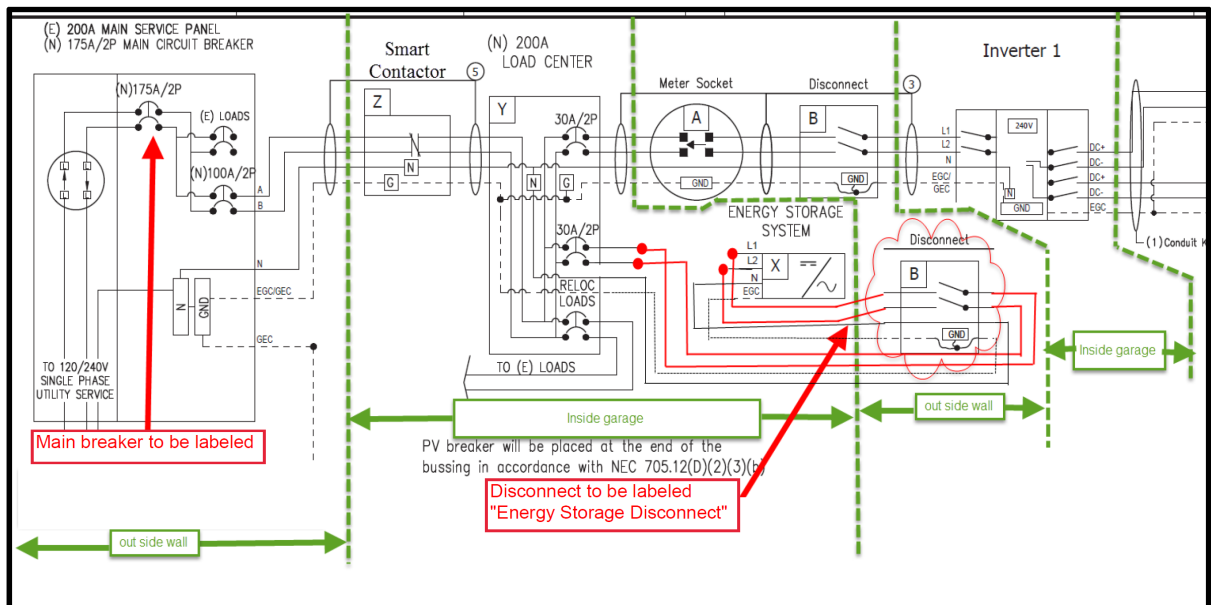 (E) 200A MAIN SERVICE PANEL
(N) 175A/2P MAIN CIRCUIT BREAKER
(N)175A/2P
(E) LOADS
(N)100A/2P
A
B
N
EGC/GEC
GEC
N
GND
TO 120/240V
SINGLE PHASE
UTILITY SERVICE
Main breaker to be labeled
out side wall
Smart
Contactor
5
Z
N
G
(N) 200A
LOAD CENTER
Y
30A/2P
N
G
30A/2P
RELOC
LOADS
TO (E) LOADS
Inside garage
PV breaker will be placed at the end of the
bussing in accordance with NEC 705.12(D)(2)(3)(b)
Disconnect to be labeled
"Energy Storage Disconnect"
Meter Socket
A
GND
Disconnect
B
GND
3
ENERGY STORAGE
SYSTEM
L1
L2
N
EGC
X
Disconnect
B
GND
out side wall
Inverter 1
L1
L2
N
EGC/
GEC
240V
N
GND
DC+
DC-
DC+
DC-
EGC
(1)Conduit K
Inside garage